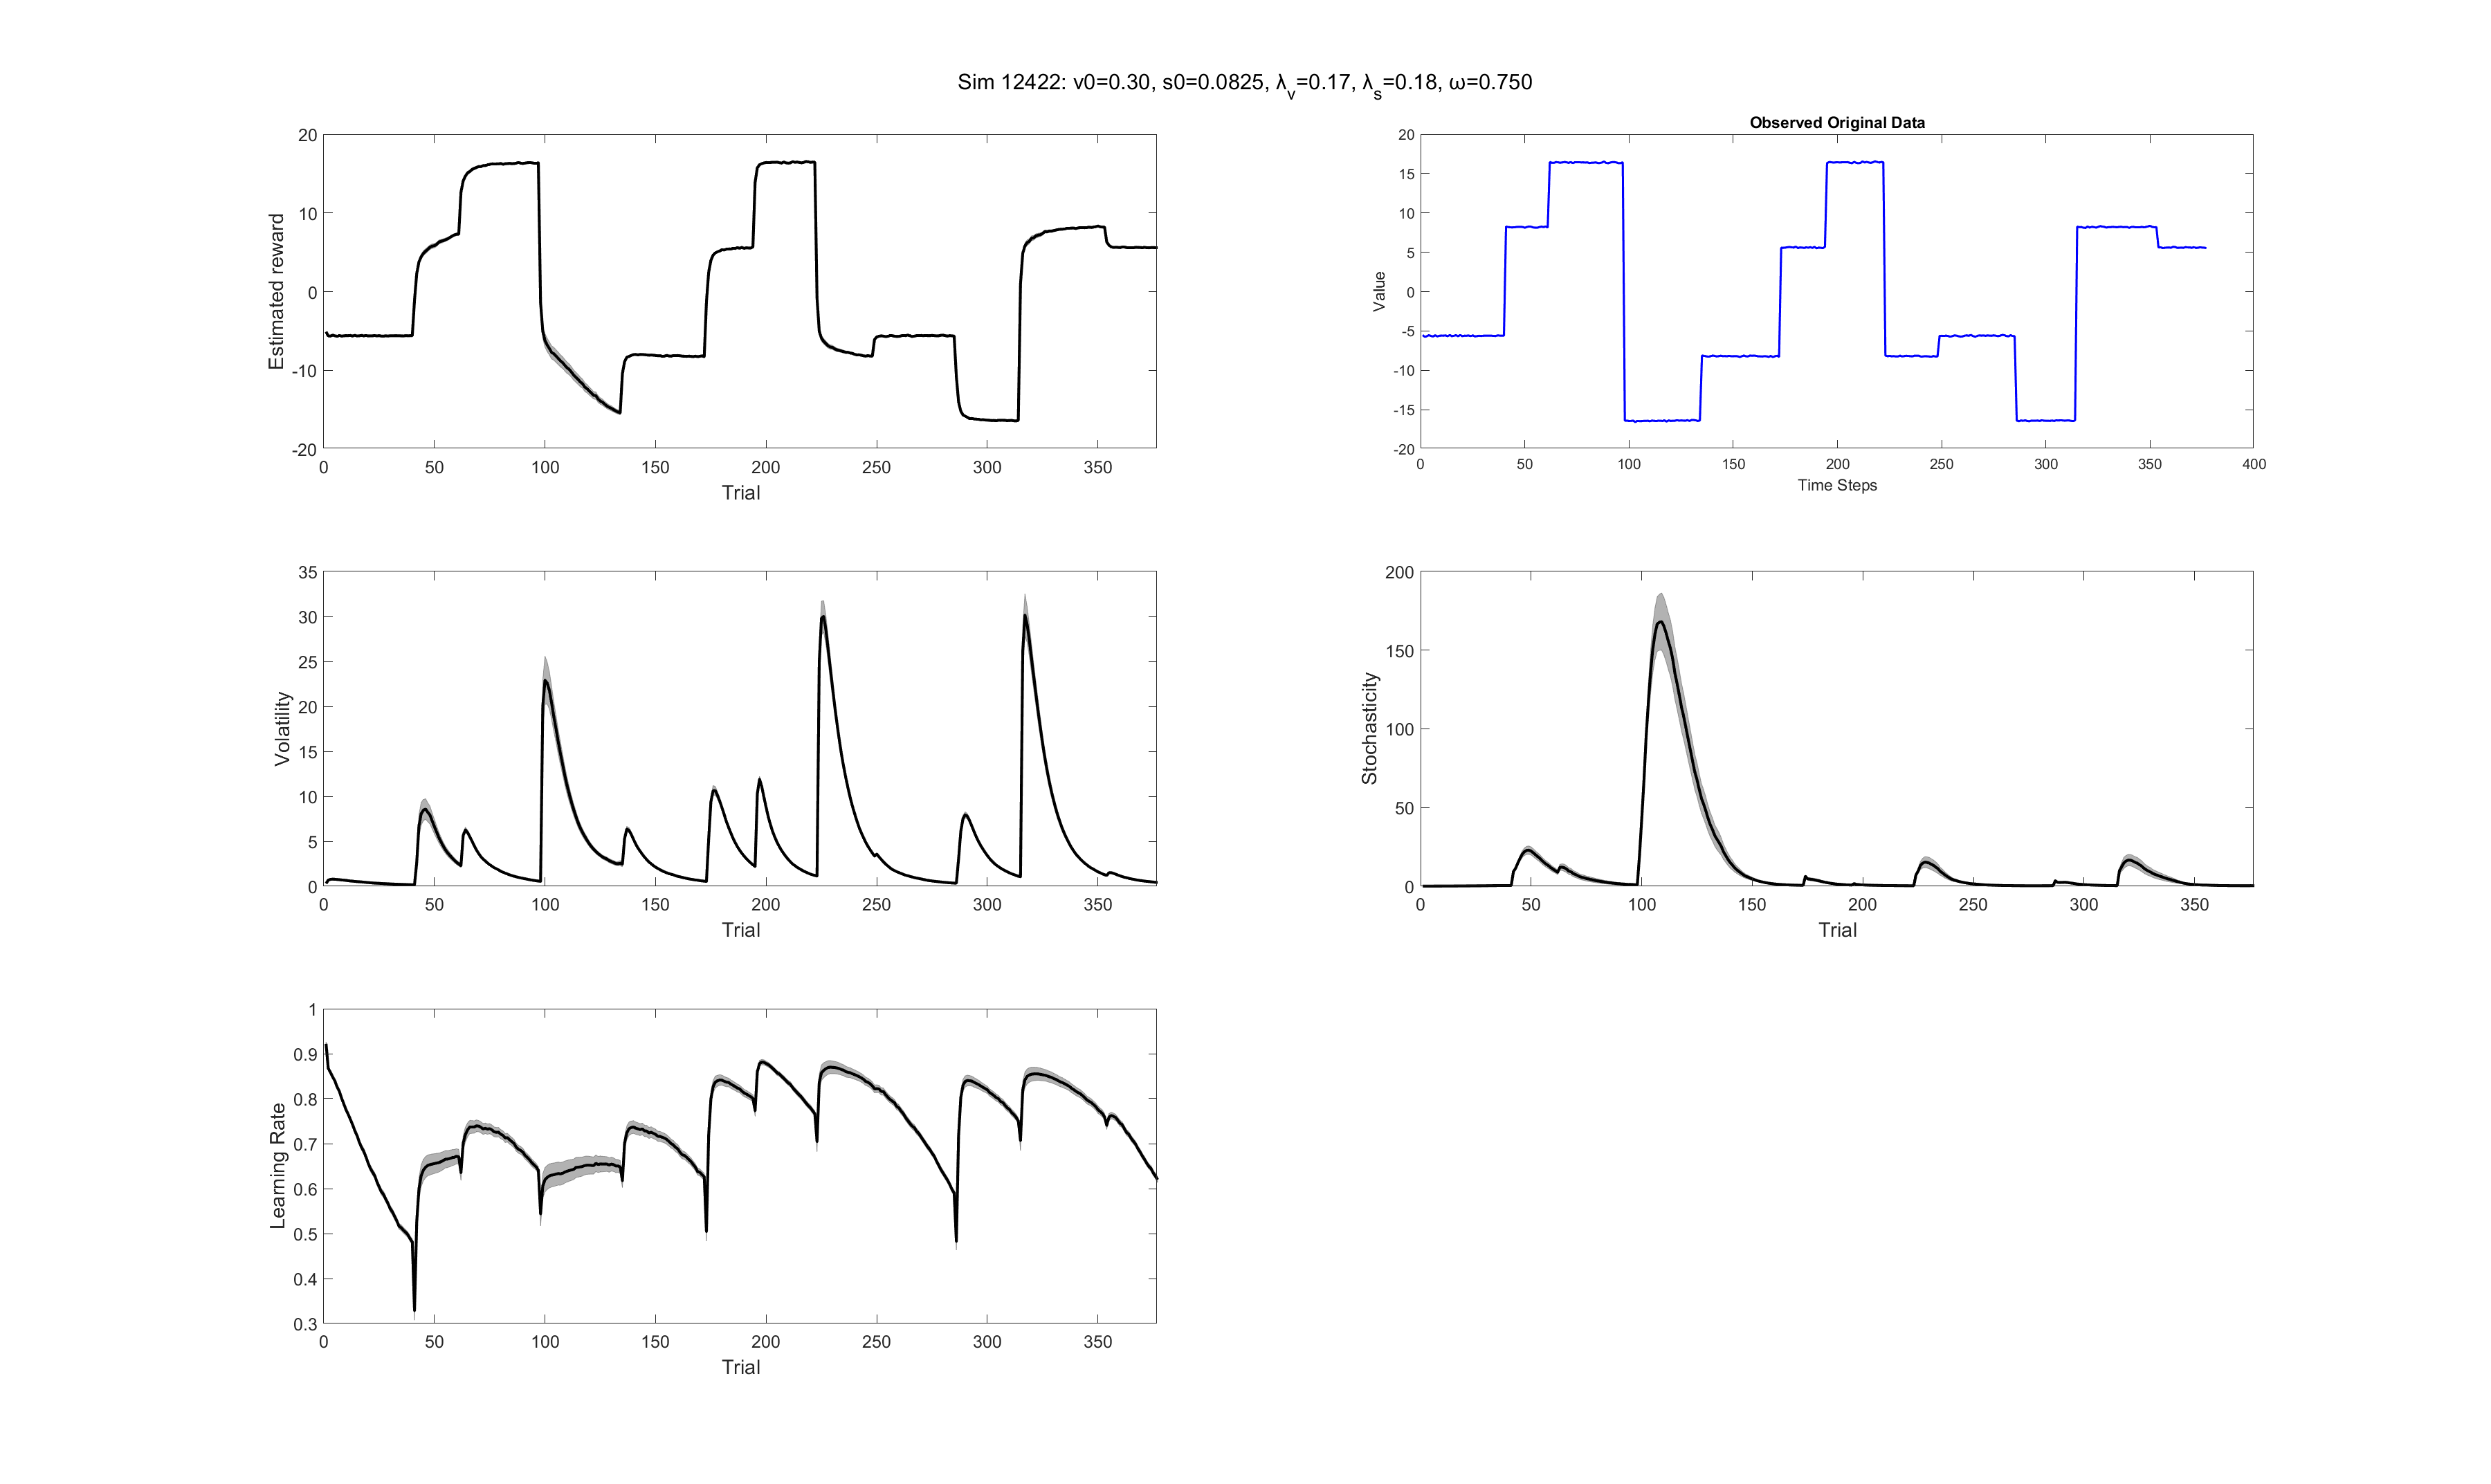 Sim 12422: v0=0.30, s0=0.0825, λv=0.17, λs=0.18, ω=0.750
20
10
0
-10
-20
Estimated reward
0 50 100 150 200 250 300 350
Trial
Observed Original Data
20
15
10
5
0
-5
-10
-15
-20
Value
0 50 100 150 200 250 300 350 400
Time Steps
35
30
25
20
15
10
5
0
Volatility
0 50 100 150 200 250 300 350
Trial
200
150
100
50
0
Stochasticity
0 50 100 150 200 250 300 350
Trial
1
0.9
0.8
0.7
0.6
0.5
0.4
0.3
Learning Rate
0 50 100 150 200 250 300 350
Trial